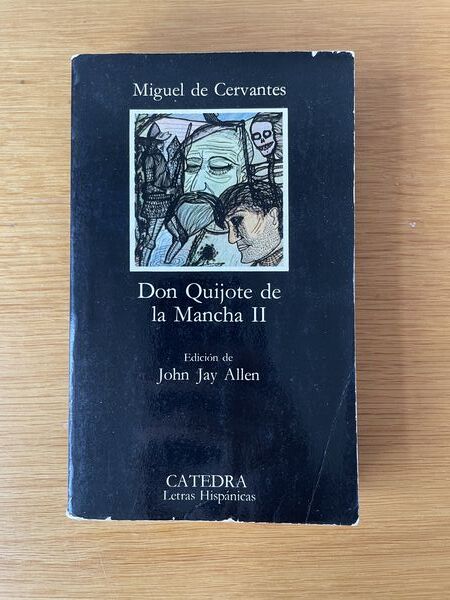 Miguel de Cervantes
Don Quijote de
la Mancha II
Edición de
John Jay Allen
CATEDRA
Letras Hispánicas